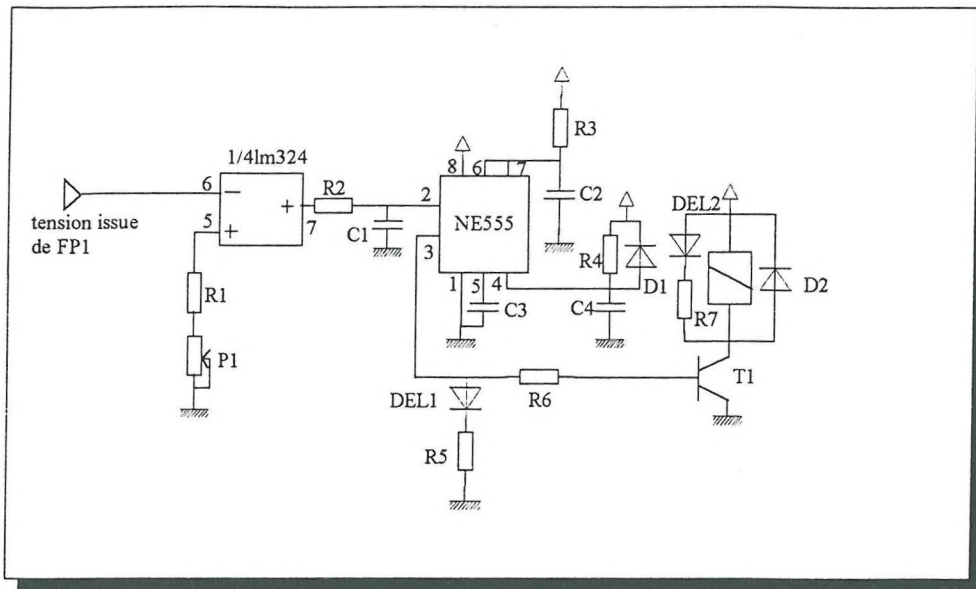 1/4lm324
6
−
+
R2
5
+
7
tension issue
de FP1
R1
P1
C1
2
8
6
7
NE555
3
1
5
4
C3
R3
C2
R4
D1
C4
DEL2
R7
D2
T1
R6
DEL1
R5